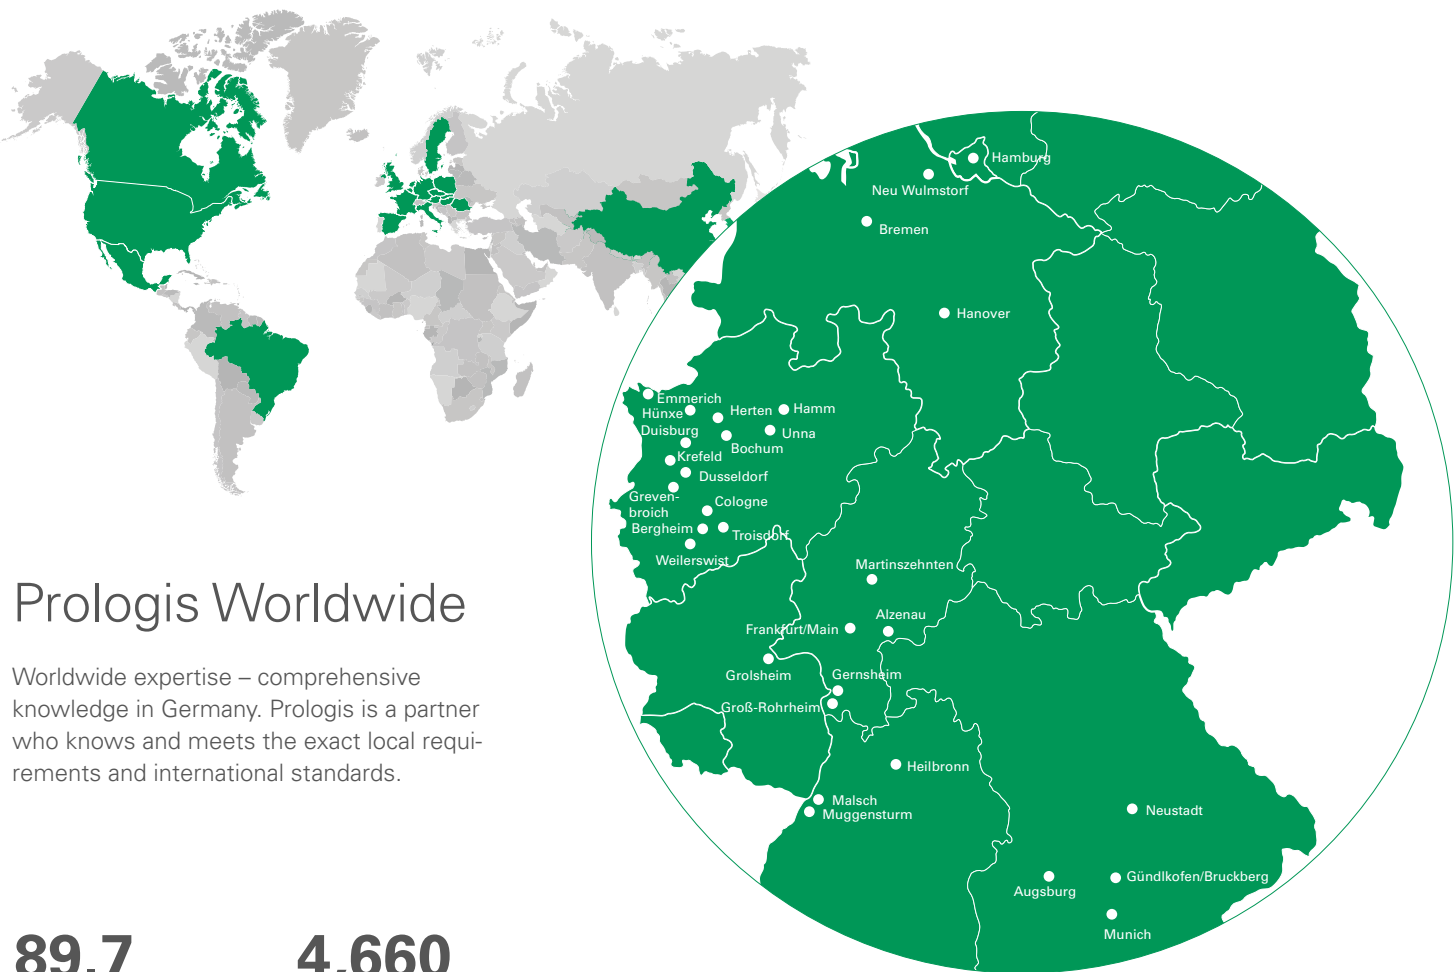 Hamburg
Neu Wulmstorf
Bremen
Hanover
Emmerich
Hünxe
Herten
Hamm
Duisburg
Unna
Bochum
Krefeld
Dusseldorf
Greven-
broich
Cologne
Bergheim
Troisdorf
Weilerswist
Martinszehnten
Alzenau
Frankfurt/Main
Grolsheim
Gernsheim
Groß-Rohrheim
Heilbronn
Malsch
Muggensturm
Neustadt
Gündlkofen/Bruckberg
Augsburg
Munich
Prologis Worldwide
Worldwide expertise – comprehensive
knowledge in Germany. Prologis is a partner
who knows and meets the exact local requi-
rements and international standards.
89.7
4,660